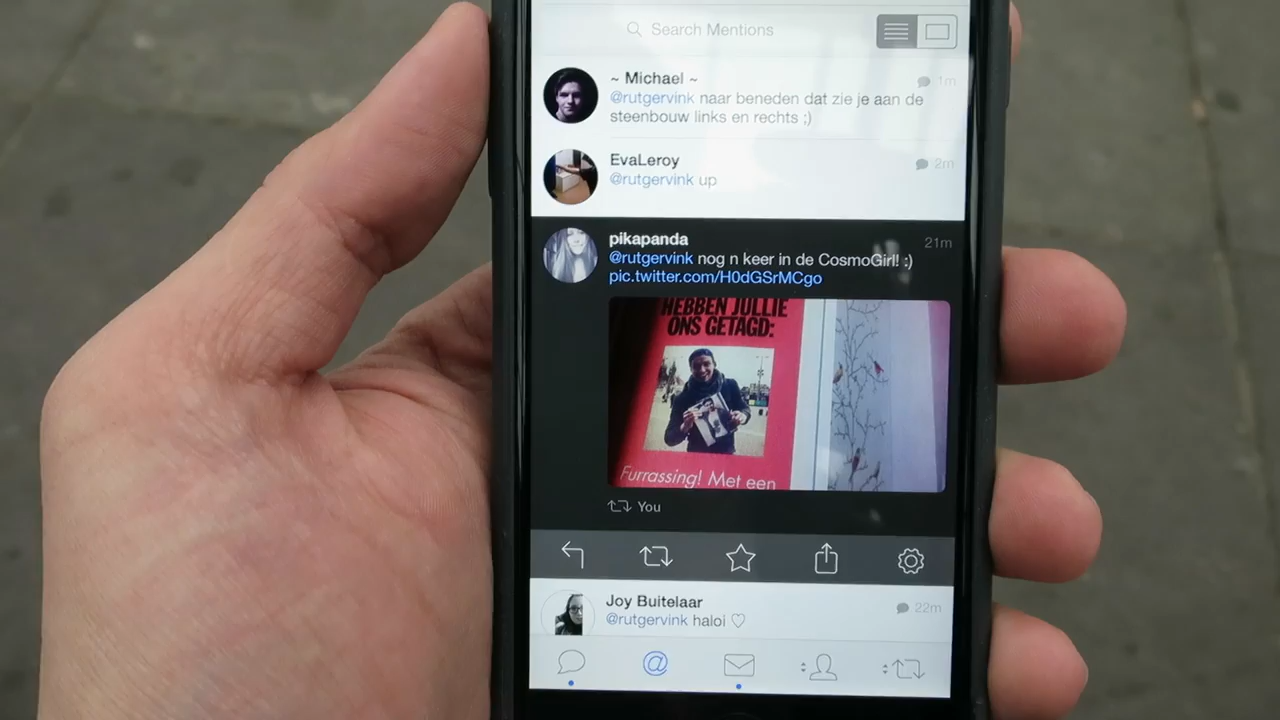 Search Mentions
~ Michael ~
1m
@rutgervink naar beneden dat zie je aan de
steenbouw links en rechts ;)
EvaLeroy
2m
@rutgervink up
pikapanda
21m
@rutgervink nog n keer in de CosmoGirl! :)
pic.twitter.com/H0dGSrMCgo
HEBBEN JULLIE
ONS GETAGD:
Furrassing! Met een
You
Joy Buitelaar
22m
@rutgervink haloi ♡